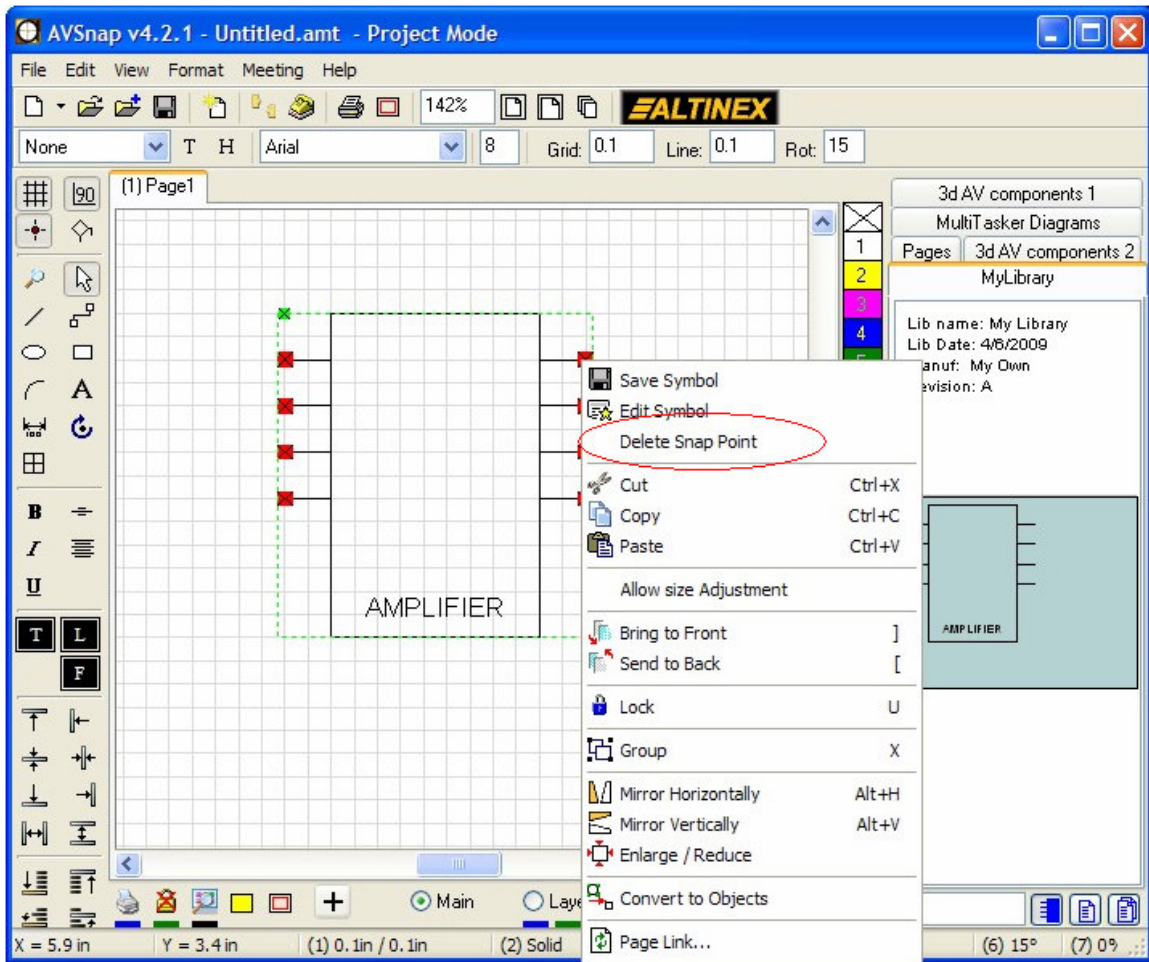 AVSnap v4.2.1 - Untitled.amt - Project Mode
File Edit View Format Meeting Help
142%
ALTINEX
None T H Arial 8 Grid: 0.1 Line: 0.1 Rot: 15
90
(1) Page1
3d AV components 1
MultiTasker Diagrams
Pages 3d AV components 2
MyLibrary
1
2
3
4
Lib name: My Library
Lib Date: 4/6/2009
anuf: My Own
evision: A
A
100
B
I
U
T L
F
AMPLIFIER
AMPLIFIER
Save Symbol
Edit Symbol
Delete Snap Point
Cut Ctrl+X
Copy Ctrl+C
Paste Ctrl+V
Allow size Adjustment
Bring to Front ]
Send to Back [
Lock U
Group X
Mirror Horizontally Alt+H
Mirror Vertically Alt+V
Enlarge / Reduce
Convert to Objects
Page Link...
Main Laye
X = 5.9 in Y = 3.4 in (1) 0.1in / 0.1in (2) Solid (6) 15° (7) 0%